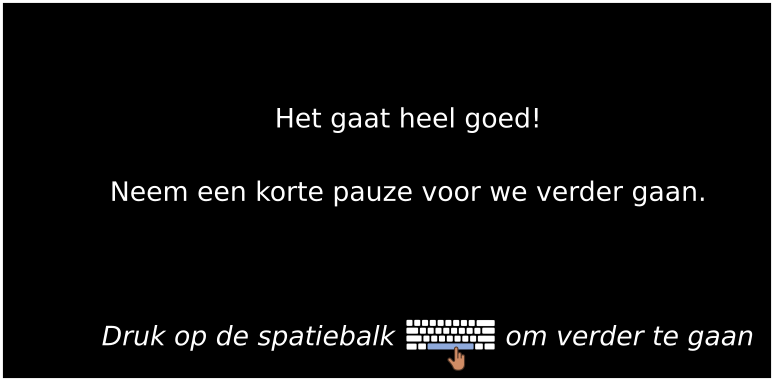 Het gaat heel goed!
Neem een korte pauze voor we verder gaan.
Druk op de spatiebalk om verder te gaan